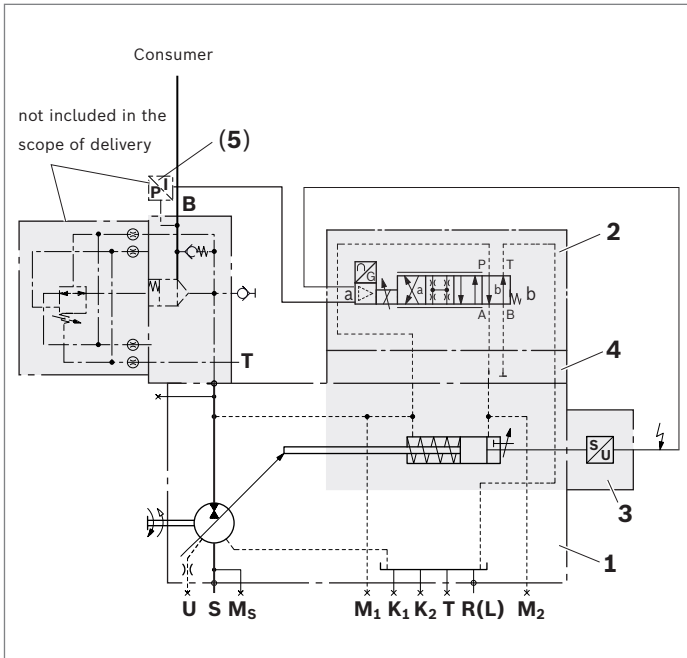 Consumer
not included in the
scope of delivery
(5)
P I
B
2
P T
G
a a b b
A B
4
T
S
U
3
1
U S MS M1 K1 K2 T R(L) M2